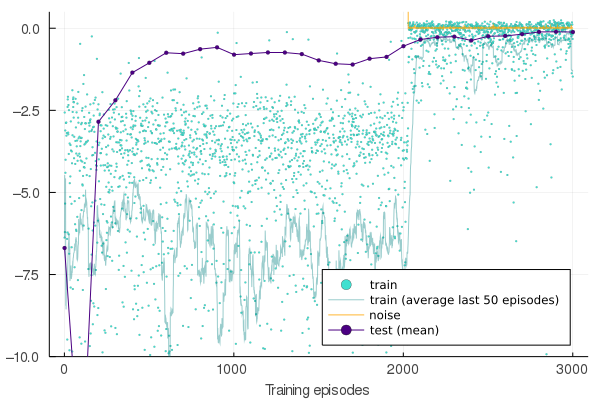 0.0
−2.5
−5.0
−7.5
−10.0
0 1000 2000 3000
Training episodes
train
train (average last 50 episodes)
noise
test (mean)